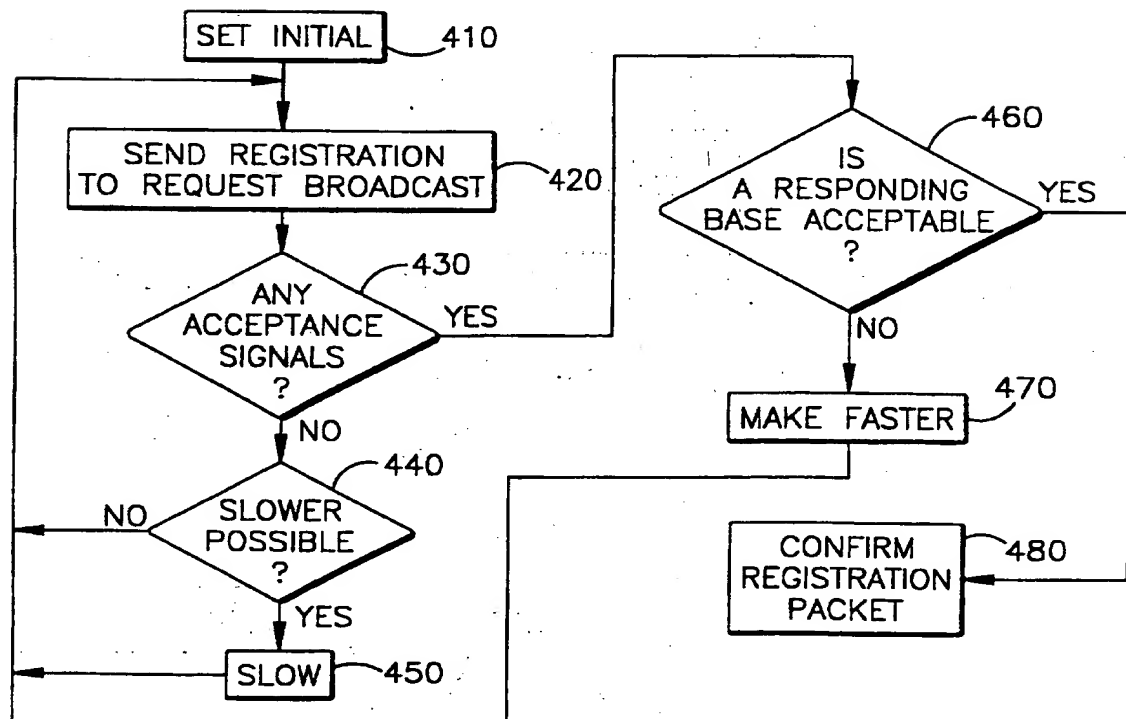 SET INITIAL
410
SEND REGISTRATION
TO REQUEST BROADCAST
420
430
ANY
ACCEPTANCE
SIGNALS
?
YES
NO
440
SLOWER
POSSIBLE
?
NO
YES
SLOW
450
460
IS
A RESPONDING
BASE ACCEPTABLE
?
YES
NO
470
MAKE FASTER
CONFIRM
REGISTRATION
PACKET
480